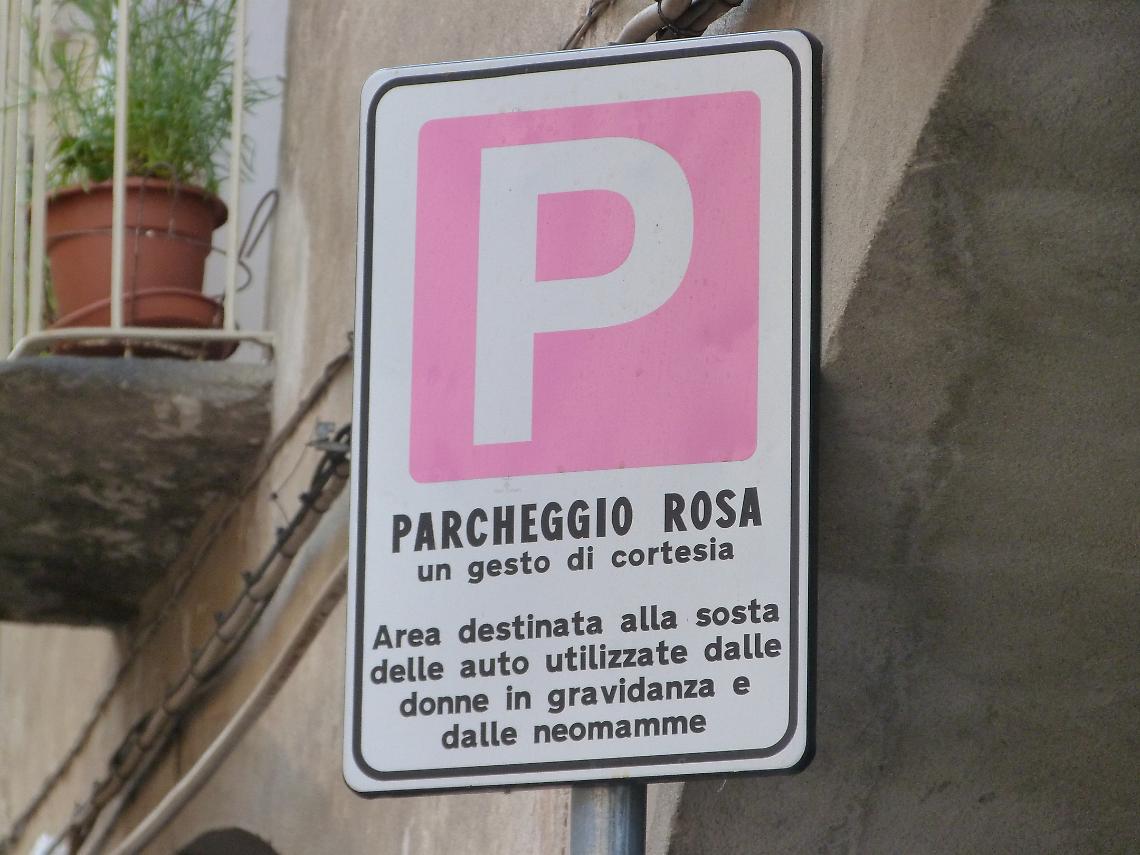 P
PARCHEGGIO ROSA
un gesto di cortesia
Area destinata alla sosta
delle auto utilizzate dalle
donne in gravidanza e
dalle neomamme